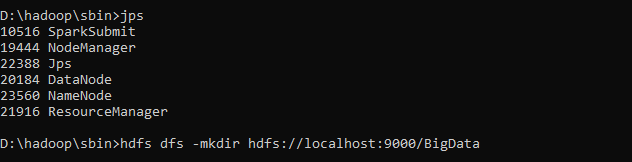 D:\hadoop\sbin>jps
10516 SparkSubmit
19444 NodeManager
22388 Jps
20184 DataNode
23560 NameNode
21916 ResourceManager
D:\hadoop\sbin>hdfs dfs -mkdir hdfs://localhost:9000/BigData